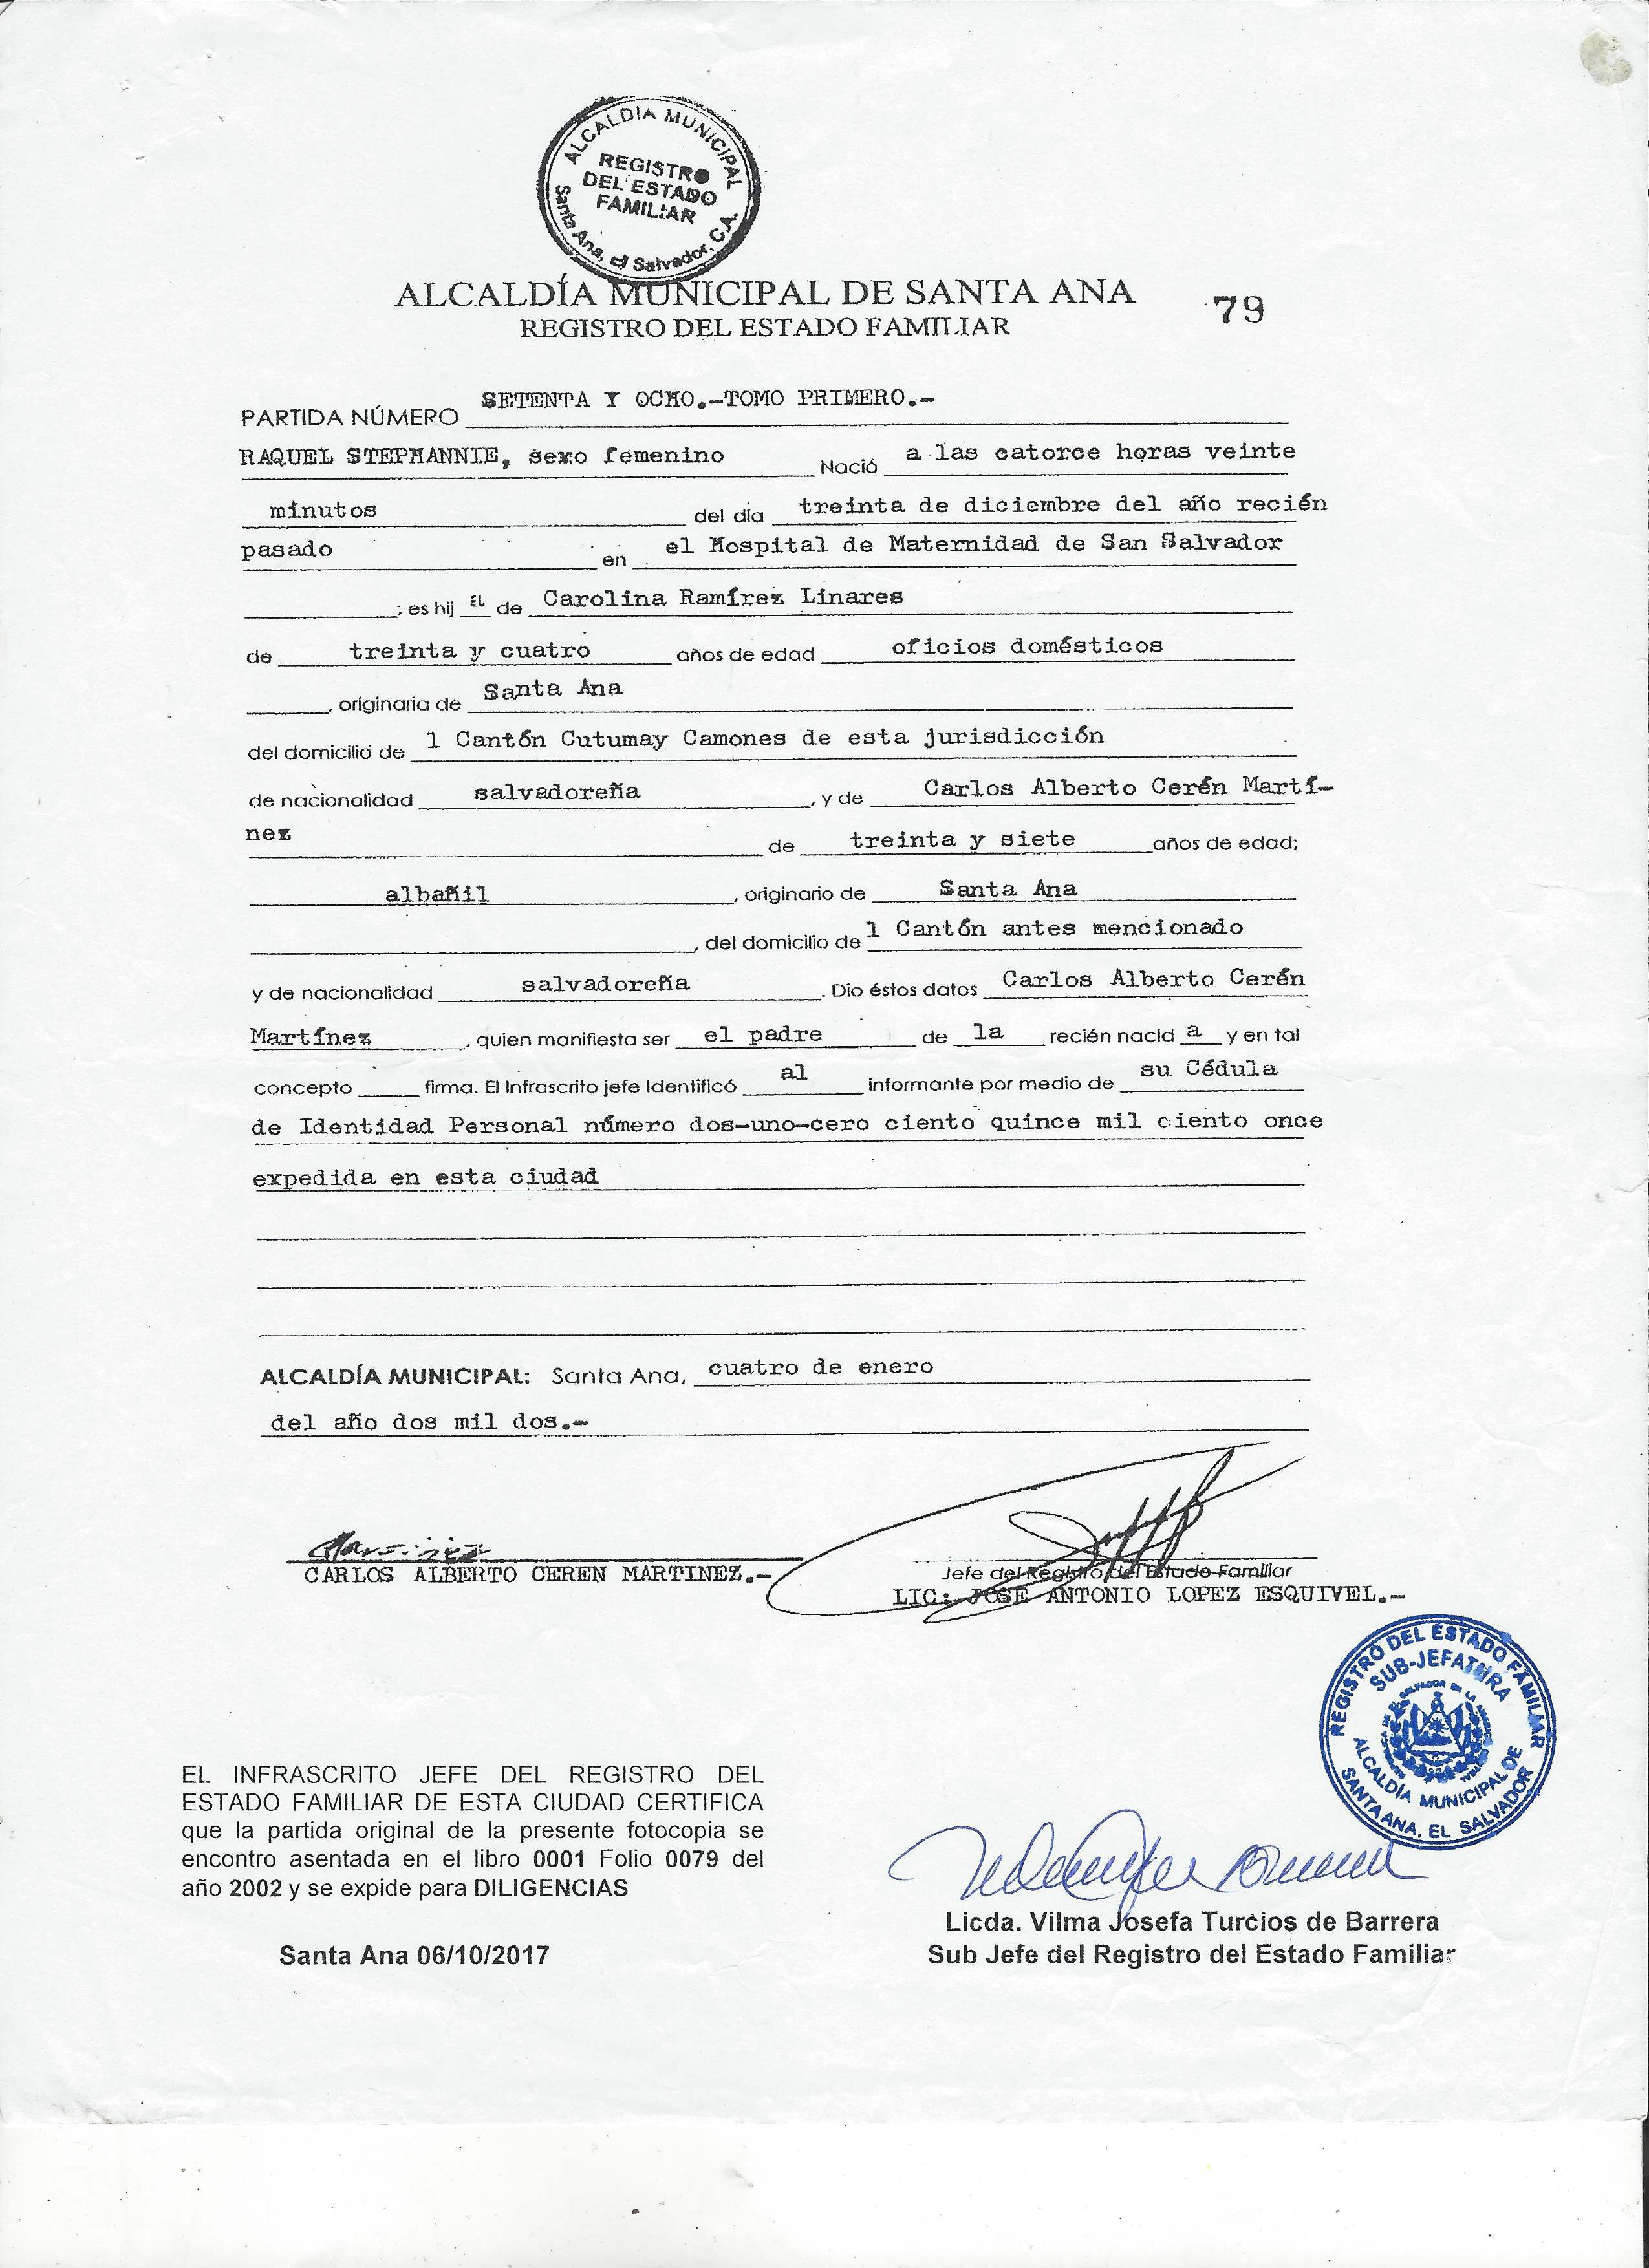 ALCALDIA MUNICIPAL
REGISTRO
DEL ESTADO
FAMILIAR
Santa Ana, el Salvador, C.A.
ALCALDÍA MUNICIPAL DE SANTA ANA
79
REGISTRO DEL ESTADO FAMILIAR
PARTIDA NÚMERO SETENTA Y OCHO.-TOMO PRIMERO.-
RAQUEL STEPHANNIE, sexo femenino Nació a las catorce horas veinte
minutos del día treinta de diciembre del año recién
pasado en el Hospital de Maternidad de San Salvador
; es hij a de Carolina Ramírez Linares
de treinta y cuatro años de edad oficios domésticos
, originaria de Santa Ana
del domicilio de l Cantón Cutumay Camones de esta jurisdicción
de nacionalidad salvadoreña, y de Carlos Alberto Cerén Martí-
nez de treinta y siete años de edad;
albañil, originario de Santa Ana
, del domicilio de l Cantón antes mencionado
y de nacionalidad salvadoreña. Dio éstos datos Carlos Alberto Cerén
Martínez, quien manifiesta ser el padre de la recién nacid a y en tal
concepto firma. El Infrascrito jefe Identificó al informante por medio de su Cédula
de Identidad Personal número dos-uno-cero ciento quince mil ciento once
expedida en esta ciudad
ALCALDÍA MUNICIPAL: Santa Ana, cuatro de enero
del año dos mil dos.-
CARLOS ALBERTO CEREN MARTINEZ.-
Jefe del Registro del Estado Familiar
LIC: JOSE ANTONIO LOPEZ ESQUIVEL.-
REGISTRO DEL ESTADO FAMILIAR
SUB-JEFATURA
ALCALDÍA MUNICIPAL DE
SANTA ANA, EL SALVADOR
EL INFRASCRITO JEFE DEL REGISTRO DEL
ESTADO FAMILIAR DE ESTA CIUDAD CERTIFICA
que la partida original de la presente fotocopia se
encontro asentada en el libro 0001 Folio 0079 del
año 2002 y se expide para DILIGENCIAS
Santa Ana 06/10/2017
Licda. Vilma Josefa Turcios de Barrera
Sub Jefe del Registro del Estado Familiar